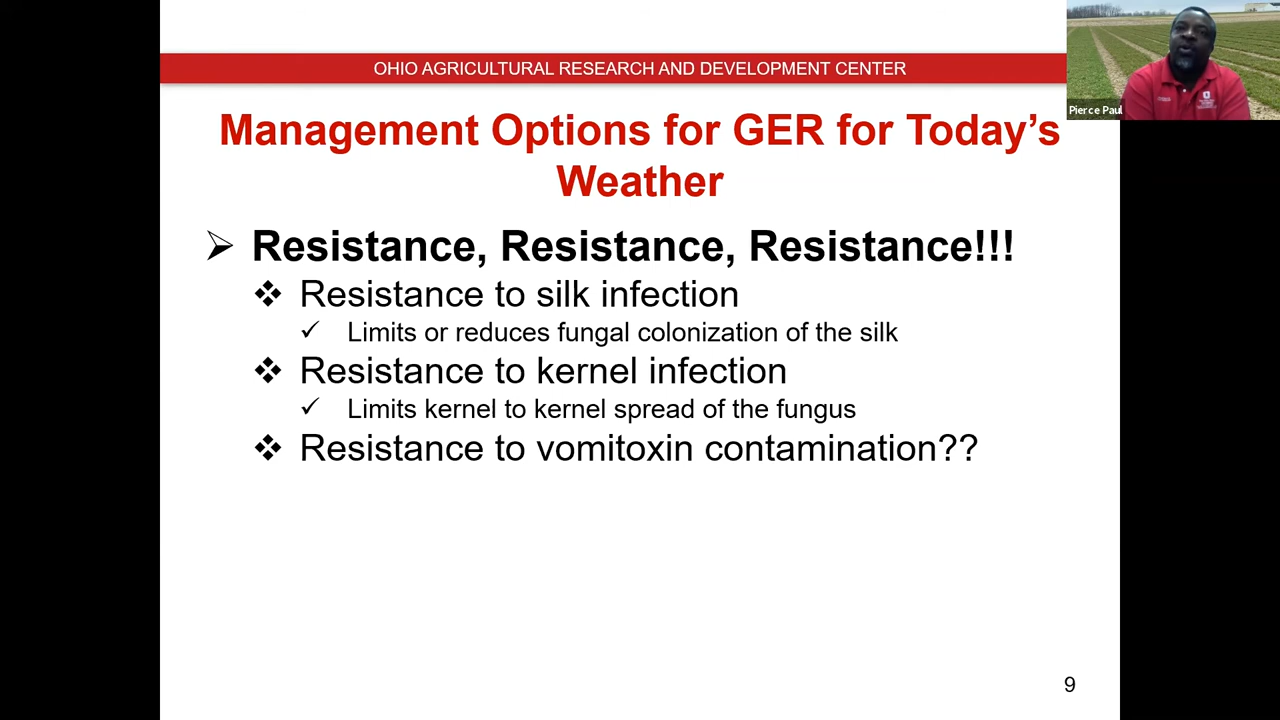 OHIO AGRICULTURAL RESEARCH AND DEVELOPMENT CENTER
Pierce Paul
Management Options for GER for Today’s
Weather
Resistance, Resistance, Resistance!!!
Resistance to silk infection
Limits or reduces fungal colonization of the silk
Resistance to kernel infection
Limits kernel to kernel spread of the fungus
Resistance to vomitoxin contamination??
9